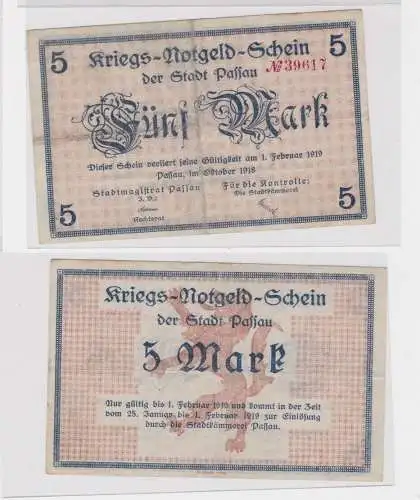 5 Kriegs-Notgeld-Schein 5
der Stadt Passau
№ 39617
Fünf Mark
Dieser Schein verliert seine Gültigkeit am 1. Februar 1919
Passau, im Oktober 1918
Stadtmagistrat Passau Für die Kontrolle:
I. V.: Die Stadtkämmerei
Rechtsrat
5 5
Kriegs-Notgeld-Schein
der Stadt Passau
5 Mark
Nur gültig bis 1. Februar 1919 und kommt in der Zeit
vom 25. Januar bis 1. Februar 1919 zur Einlösung
durch die Stadtkämmerei Passau.